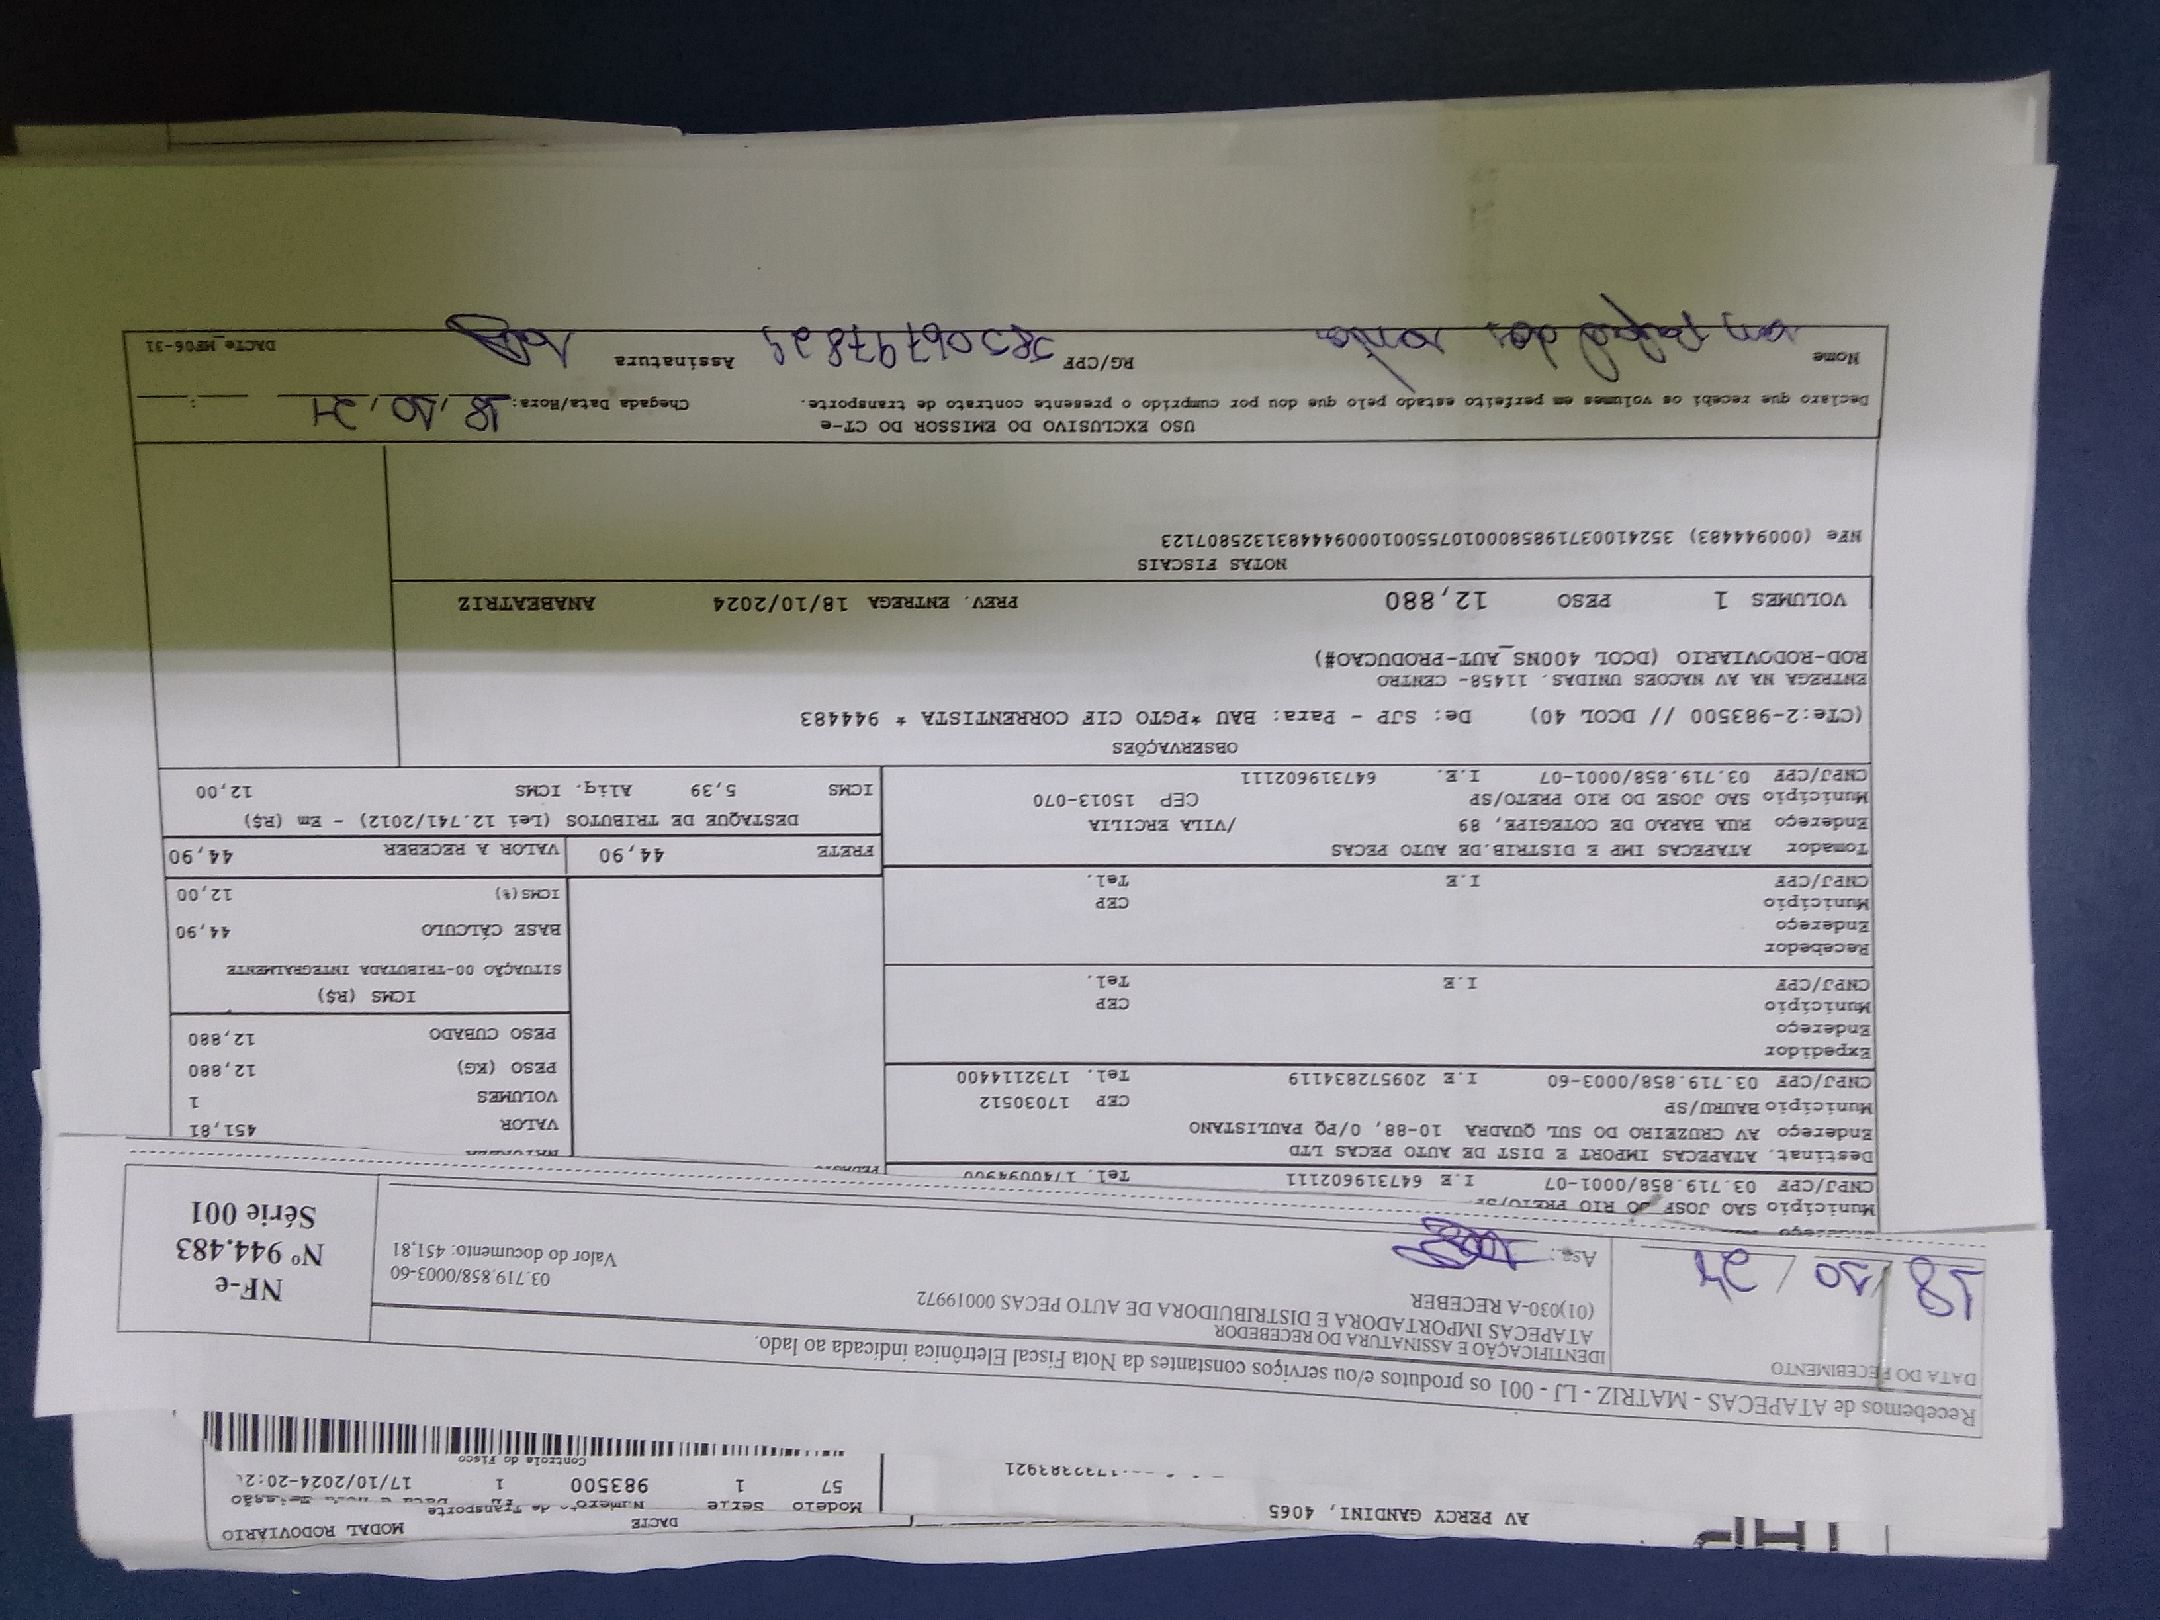 AV PERCY GANDINI, 4065
DACTE
MODAL RODOVIÁRIO
Modelo Serie Numero
57 1 983500 1 17/10/2024-20:2
Controle do Fisco
Recebemos de ATAPECAS - MATRIZ - LJ - 001 os produtos e/ou serviços constantes da Nota Fiscal Eletrônica indicada ao lado.
DATA DO RECEBIMENTO
18/10/24
IDENTIFICAÇÃO E ASSINATURA DO RECEBEDOR
ATAPECAS IMPORTADORA E DISTRIBUIDORA DE AUTO PECAS 00019972
(01)030-A RECEBER
Ass.:
03.719.858/0003-60
Valor do documento: 451,81
NF-e
Nº 944.483
Série 001
Município SAO JOSE DO RIO PRETO/SP
CNPJ/CPF 03.719.858/0001-07 I.E 647319602111 Tel. 1740094900
Destinat. ATAPECAS IMPORT E DIST DE AUTO PECAS LTD
Endereço AV CRUZEIRO DO SUL QUADRA 10-88, 0/PQ PAULISTANO
Município BAURU/SP CEP 17030512
CNPJ/CPF 03.719.858/0003-60 I.E 209572834119 Tel. 1732114400
Expedidor
Endereço
Município CEP
CNPJ/CPF I.E Tel.
Recebedor
Endereço
Município CEP
CNPJ/CPF I.E Tel.
Tomador ATAPECAS IMP E DISTRIB.DE AUTO PECAS
Endereço RUA BARAO DE COTEGIPE, 89 /VILA ERCILIA
Município SAO JOSE DO RIO PRETO/SP CEP 15013-070
CNPJ/CPF 03.719.858/0001-07 I.E. 647319602111
VALOR 451,81
VOLUMES 1
PESO (KG) 12,880
PESO CUBADO 12,880
ICMS (R$)
SITUAÇÃO 00-TRIBUTADA INTEGRALMENTE
BASE CÁLCULO 44,90
ICMS(%) 12,00
FRETE 44,90 VALOR A RECEBER 44,90
DESTAQUE DE TRIBUTOS (Lei 12.741/2012) - Em (R$)
ICMS 5,39 Aliq. ICMS 12,00
OBSERVAÇÕES
(CTe:2-983500 // DCOL 40) De: SJP - Para: BAU *PGTO CIF CORRENTISTA * 944483
ENTREGA NA AV NACOES UNIDAS. 11458- CENTRO
ROD-RODOVIARIO (DCOL 400NS_AUT-PRODUCAO#)
VOLUMES 1 PESO 12,880 PREV. ENTREGA 18/10/2024 ANABEATRIZ
NOTAS FISCAIS
NFe (000944483) 35241003719858000107550010009444831325807123
USO EXCLUSIVO DO EMISSOR DO CT-e
Declaro que recebi os volumes em perfeito estado pelo que dou por cumprido o presente contrato de transporte. Chegada Data/Hora: 18/10/24 :
Nome RG/CPF 38306797829 Assinatura
DACTe_MF06-31